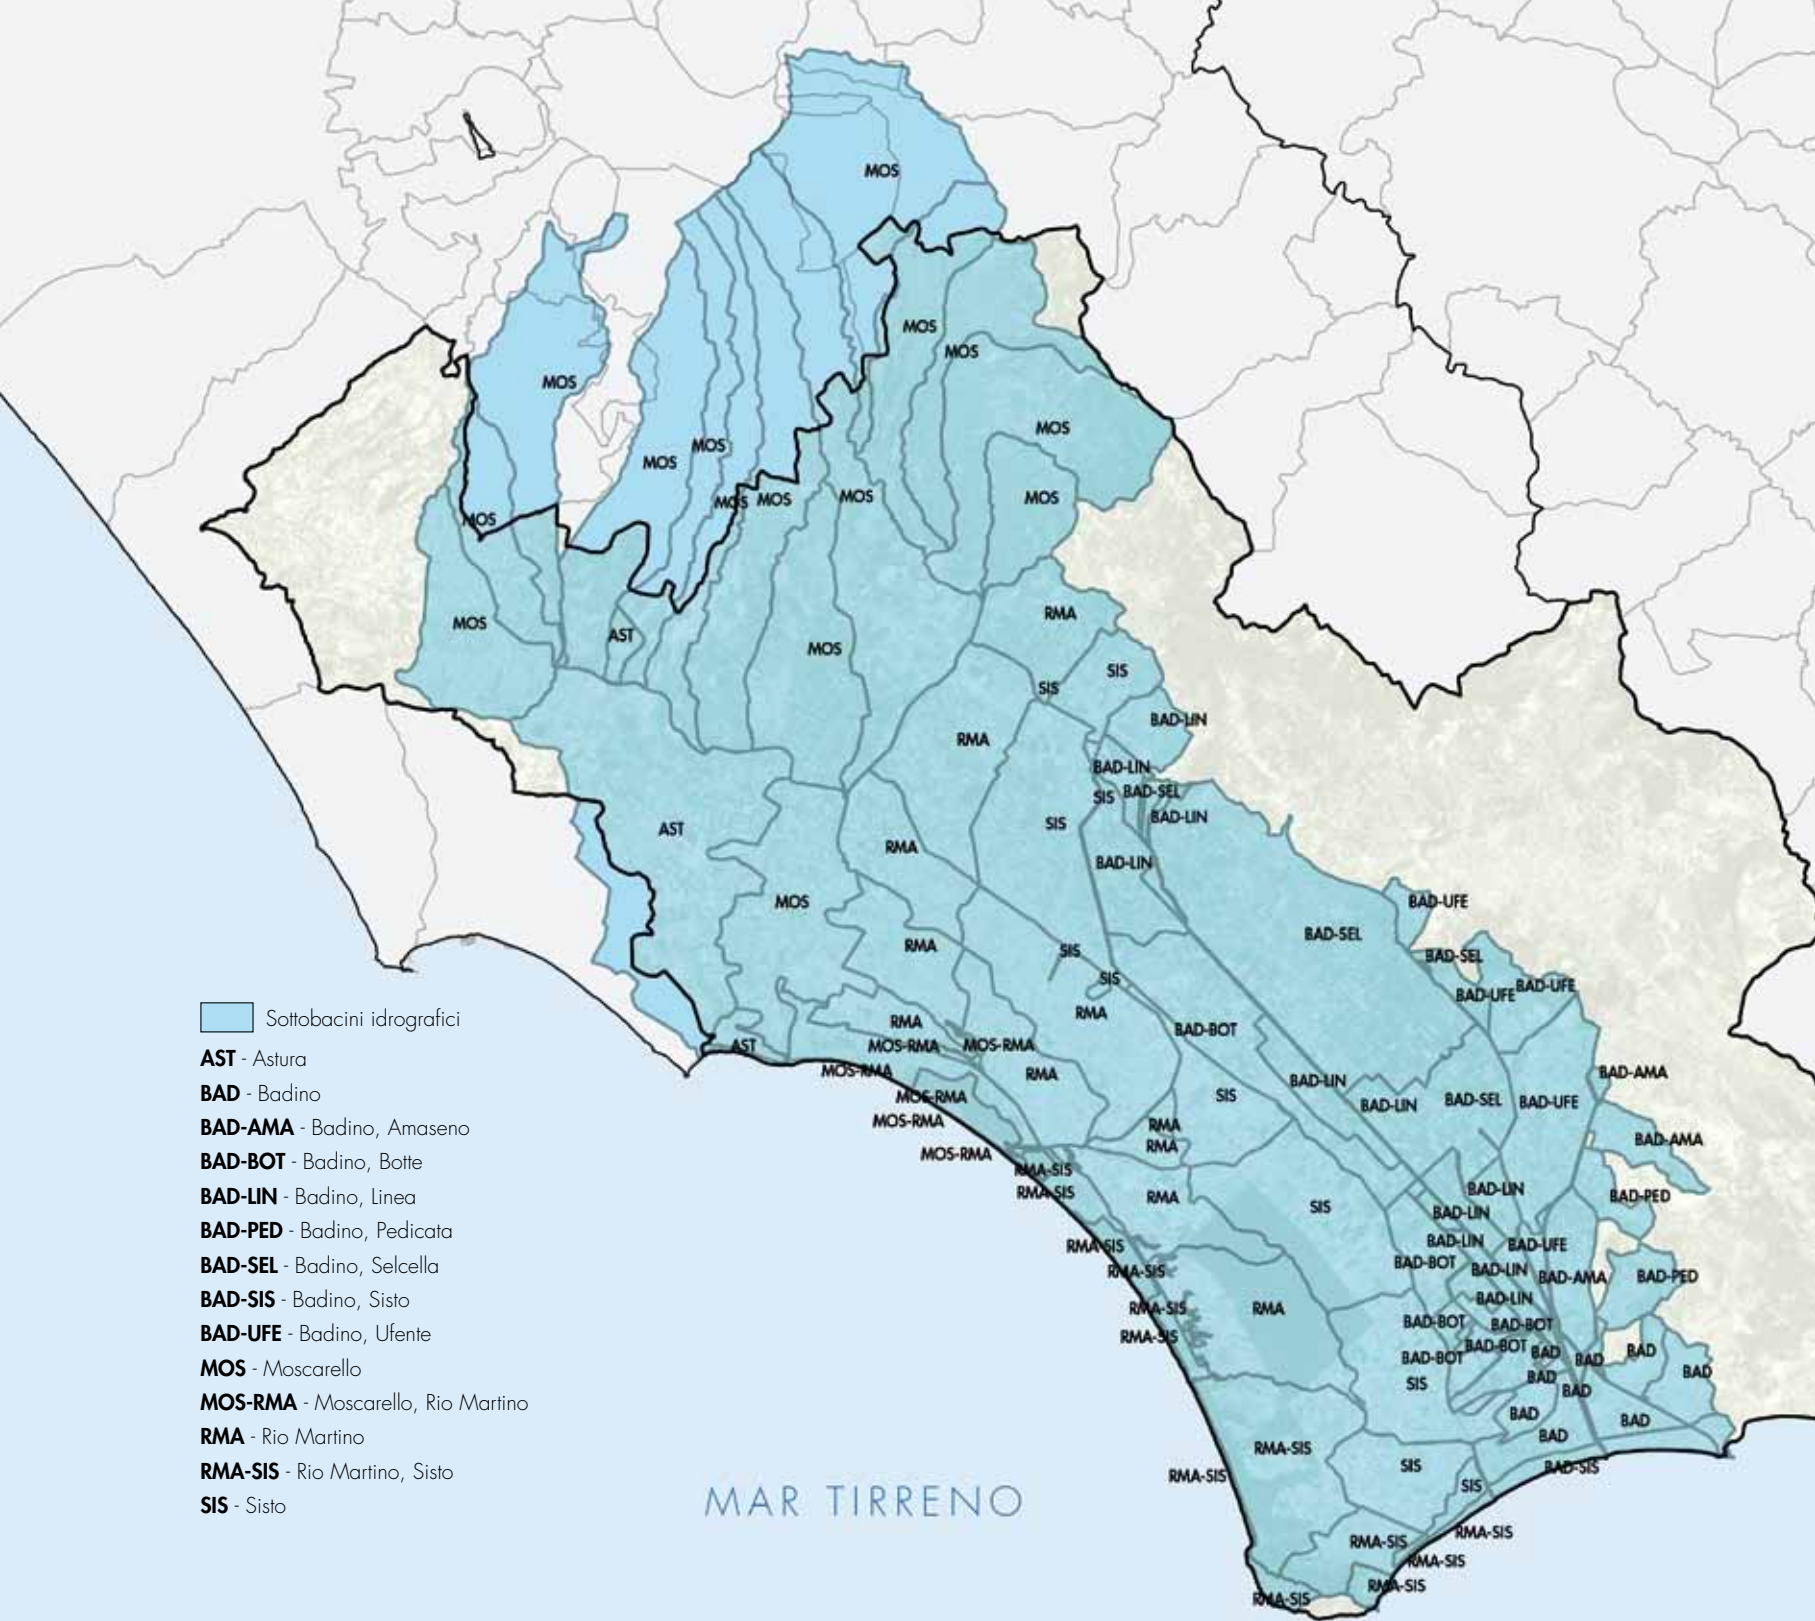 MOS
MOS
MOS
MOS
MOS
MOS
MOS
MOS
MOS
MOS
MOS
MOS
MOS
RMA
MOS
AST
MOS
SIS
SIS
BAD-LIN
RMA
BAD-LIN
SIS
BAD-SEL
BAD-LIN
AST
SIS
RMA
BAD-LIN
MOS
BAD-UFE
BAD-SEL
RMA
SIS
BAD-SEL
SIS
BAD-UFE
BAD-UFE
RMA
RMA
BAD-BOT
AST
MOS-RMA
MOS-RMA
MOS-RMA
RMA
BAD-AMA
BAD-LIN
MOS-RMA
SIS
BAD-LIN
BAD-SEL
BAD-UFE
MOS-RMA
RMA
RMA
BAD-AMA
MOS-RMA
RMA-SIS
RMA-SIS
RMA
SIS
BAD-LIN
BAD-PED
BAD-LIN
RMA-SIS
BAD-LIN
BAD-UFE
RMA-SIS
BAD-BOT
BAD-LIN
BAD-AMA
BAD-PED
RMA-SIS
RMA
BAD-LIN
RMA-SIS
BAD-BOT
BAD-BOT
BAD-BOT
BAD-BOT
BAD
BAD
BAD
BAD
SIS
BAD
BAD
BAD
BAD
BAD
RMA-SIS
SIS
BAD-SIS
RMA-SIS
SIS
RMA-SIS
RMA-SIS
RMA-SIS
RMA-SIS
RMA-SIS
Sottobacini idrografici
AST - Astura
BAD - Badino
BAD-AMA - Badino, Amaseno
BAD-BOT - Badino, Botte
BAD-LIN - Badino, Linea
BAD-PED - Badino, Pedicata
BAD-SEL - Badino, Selcella
BAD-SIS - Badino, Sisto
BAD-UFE - Badino, Ufente
MOS - Moscarello
MOS-RMA - Moscarello, Rio Martino
RMA - Rio Martino
RMA-SIS - Rio Martino, Sisto
SIS - Sisto
MAR TIRRENO